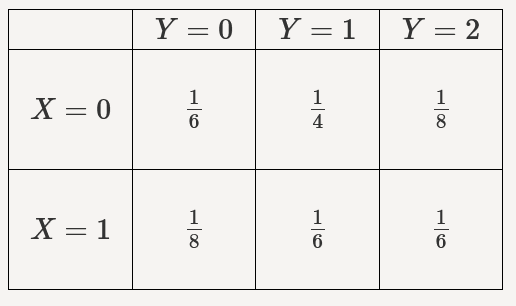 Y = 0 Y = 1 Y = 2
X = 0 1/6 1/4 1/8
X = 1 1/8 1/6 1/6